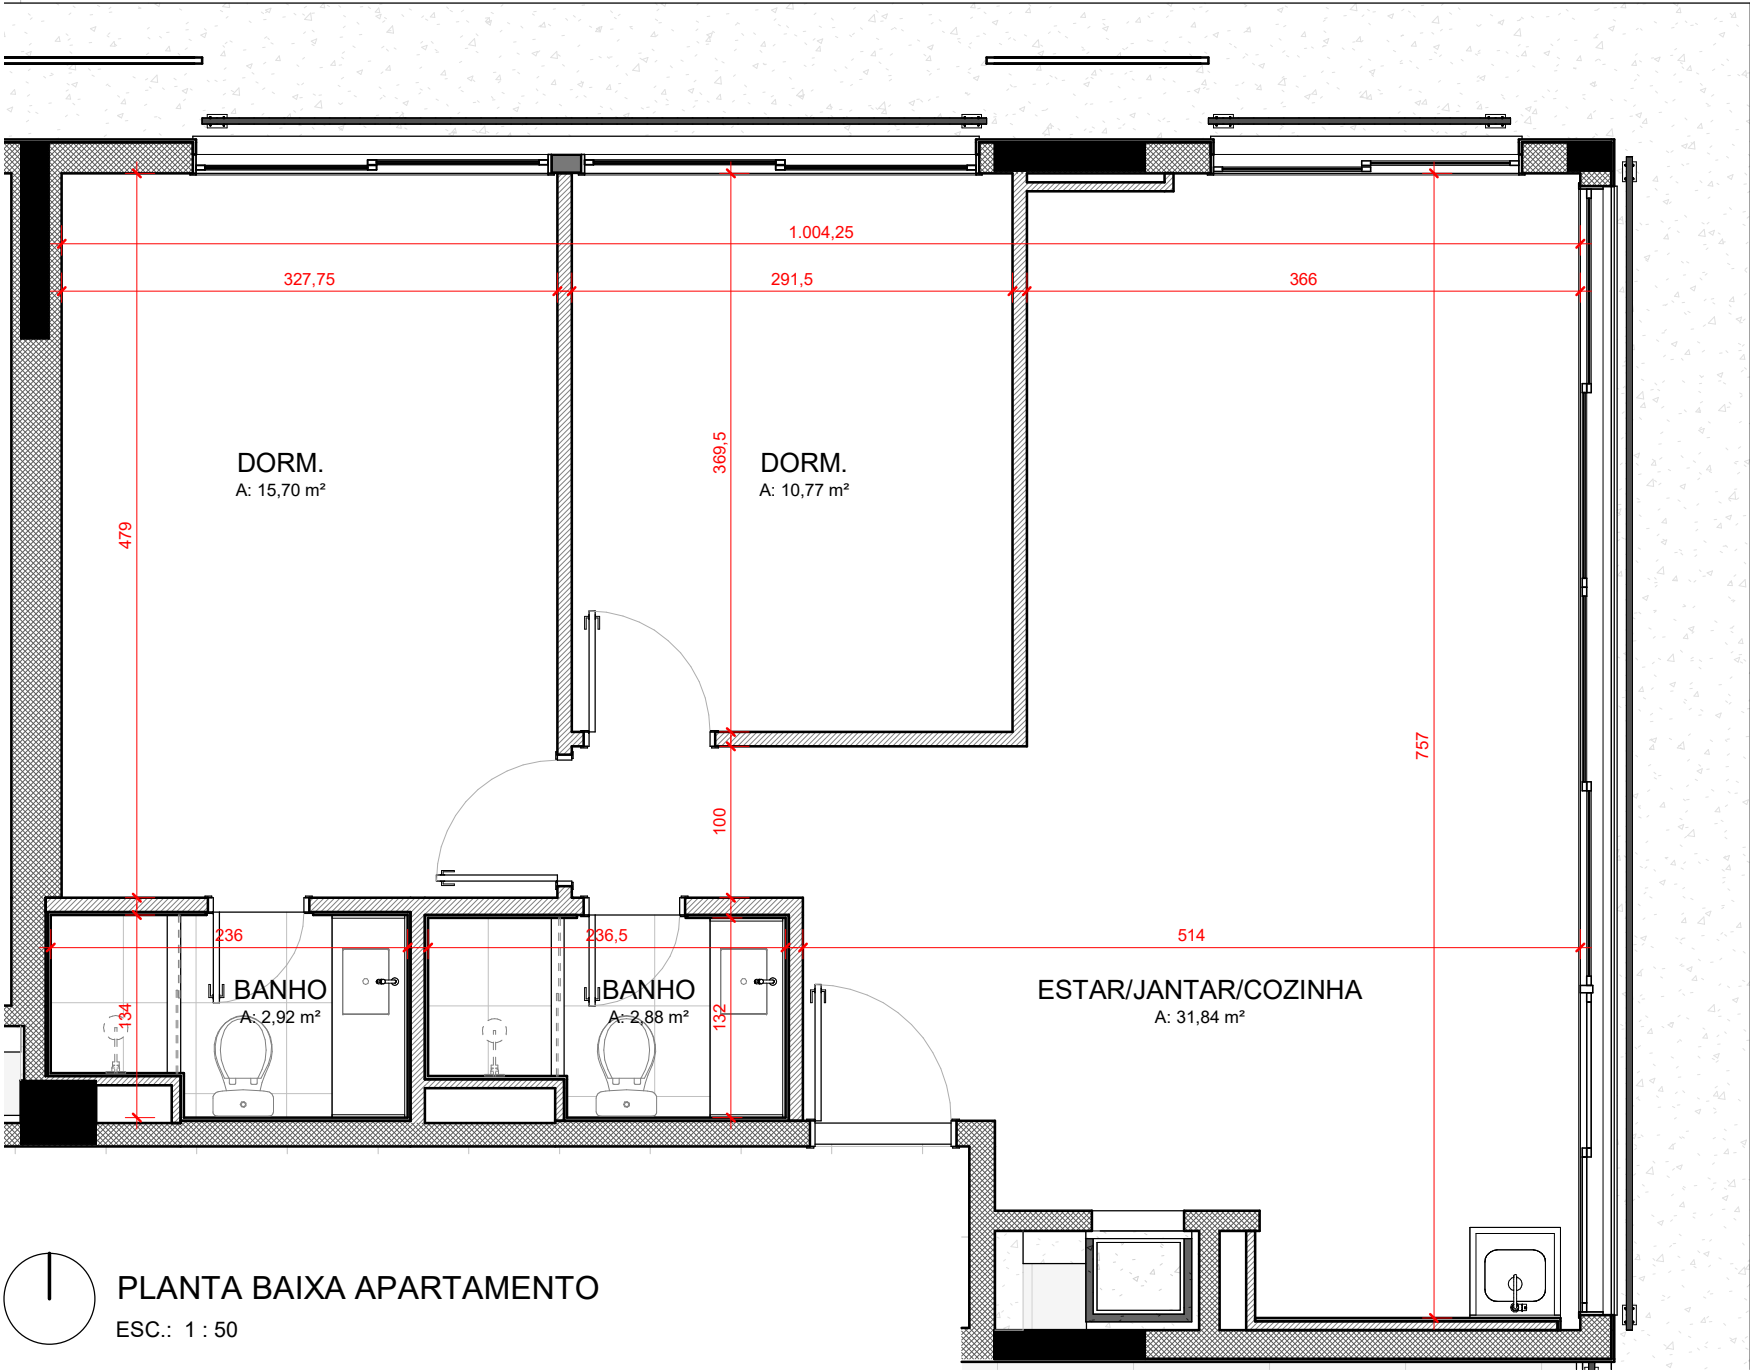 1.004,25
327,75
291,5
366
DORM.
A: 15,70 m²
369,5
DORM.
A: 10,77 m²
479
757
100
236
236,5
514
BANHO
A: 2,92 m²
134
BANHO
A: 2,88 m²
132
ESTAR/JANTAR/COZINHA
A: 31,84 m²
PLANTA BAIXA APARTAMENTO
ESC.: 1 : 50